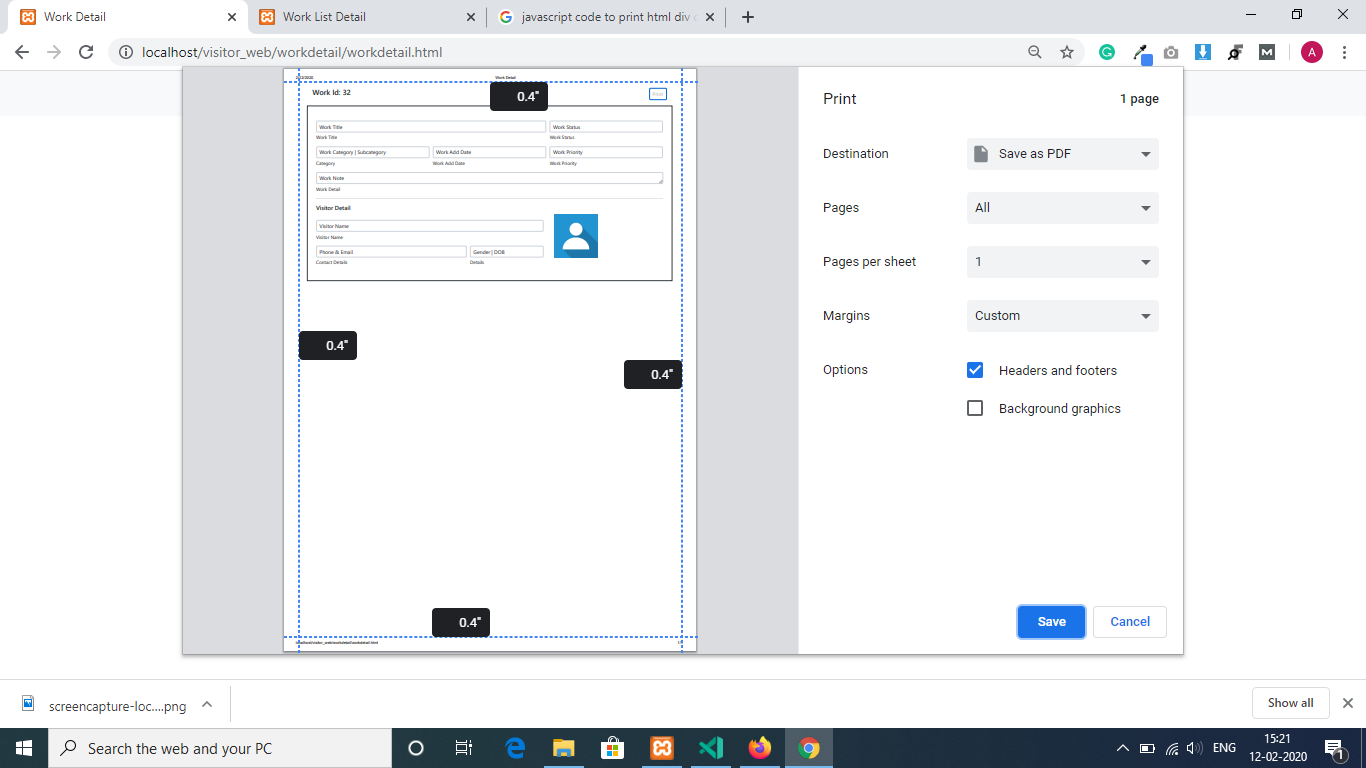 Work Detail
Work List Detail
javascript code to print html div c
localhost/visitor_web/workdetail/workdetail.html
A
Work Detail
Work Id: 32
Print
0.4"
Work Title
Work Status
Work Title
Work Status
Work Category | Subcategory
Work Add Date
Work Priority
Category
Work Add Date
Work Priority
Work Note
Work Detail
Visitor Detail
Visitor Name
Visitor Name
Phone & Email
Gender | DOB
Contact Details
Details
0.4"
0.4"
0.4"
localhost/visitor_web/workdetail/workdetail.html
Print
1 page
Destination
Save as PDF
Pages
All
Pages per sheet
1
Margins
Custom
Options
Headers and footers
Background graphics
Save
Cancel
screencapture-loc....png
Show all
Search the web and your PC
ENG
15:21
12-02-2020
1